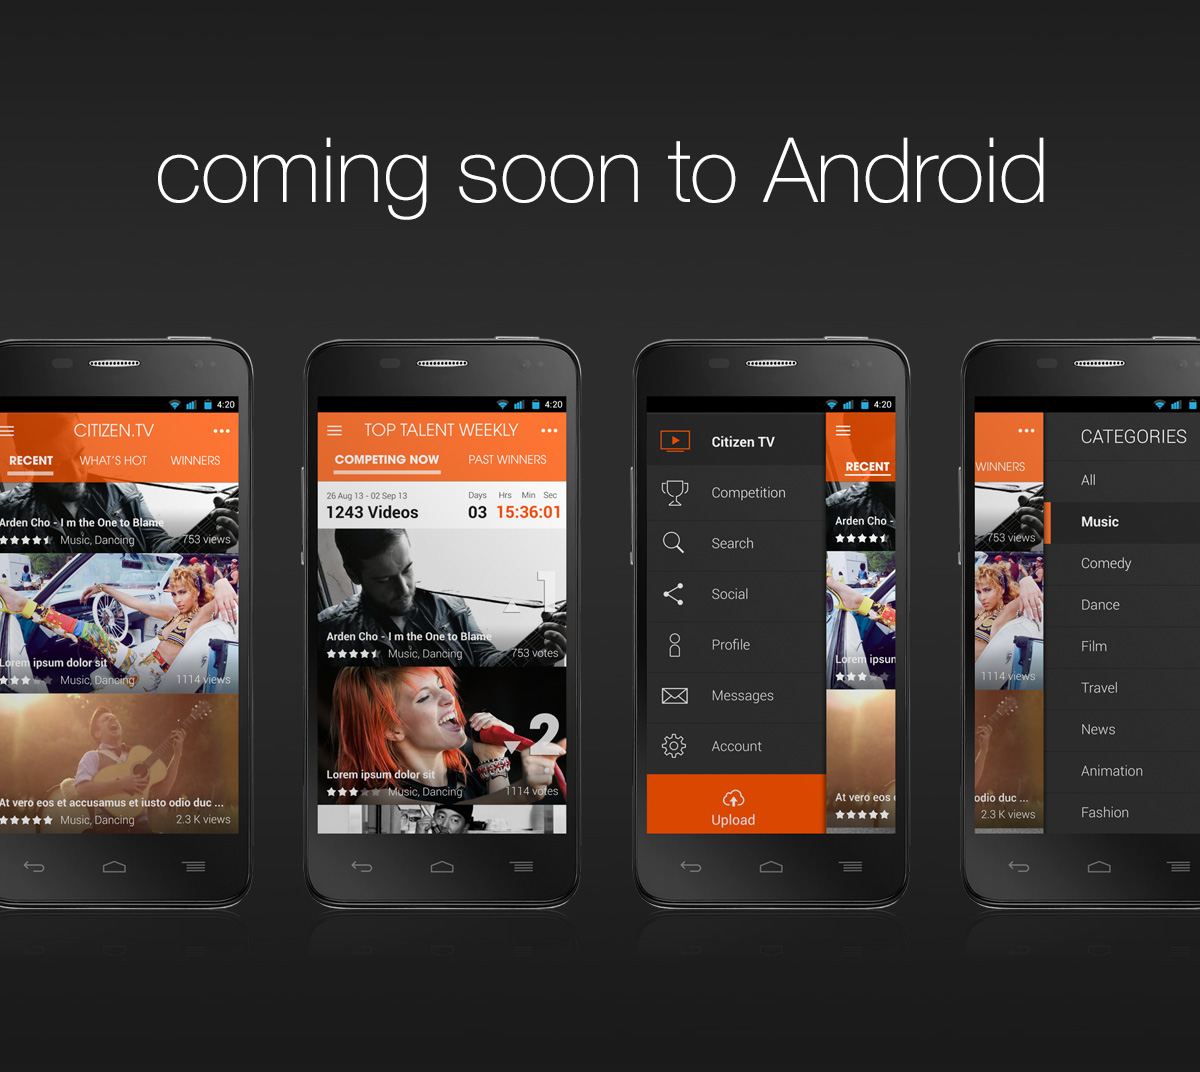 coming soon to Android
4:20
CITIZEN.TV
RECENT WHAT'S HOT WINNERS
Arden Cho - I m the One to Blame
Music, Dancing 753 views
Lorem ipsum dolor sit
Music, Dancing 1114 views
At vero eos et accusamus et iusto odio duc ...
Music, Dancing 2.3 K views
4:20
TOP TALENT WEEKLY
COMPETING NOW PAST WINNERS
26 Aug 13 - 02 Sep 13 Days Hrs Min Sec
1243 Videos 03 15:36:01
1
Arden Cho - I m the One to Blame
Music, Dancing 753 votes
2
Lorem ipsum dolor sit
Music, Dancing 1114 votes
4:20
Citizen TV
Competition
Search
Social
Profile
Messages
Account
Upload
RECENT
Arden Cho -
Lorem ipsun
At vero eos
WINNERS
753 views
1114 views
odio duc ...
2.3 K views
CATEGORIES
All
Music
Comedy
Dance
Film
Travel
News
Animation
Fashion